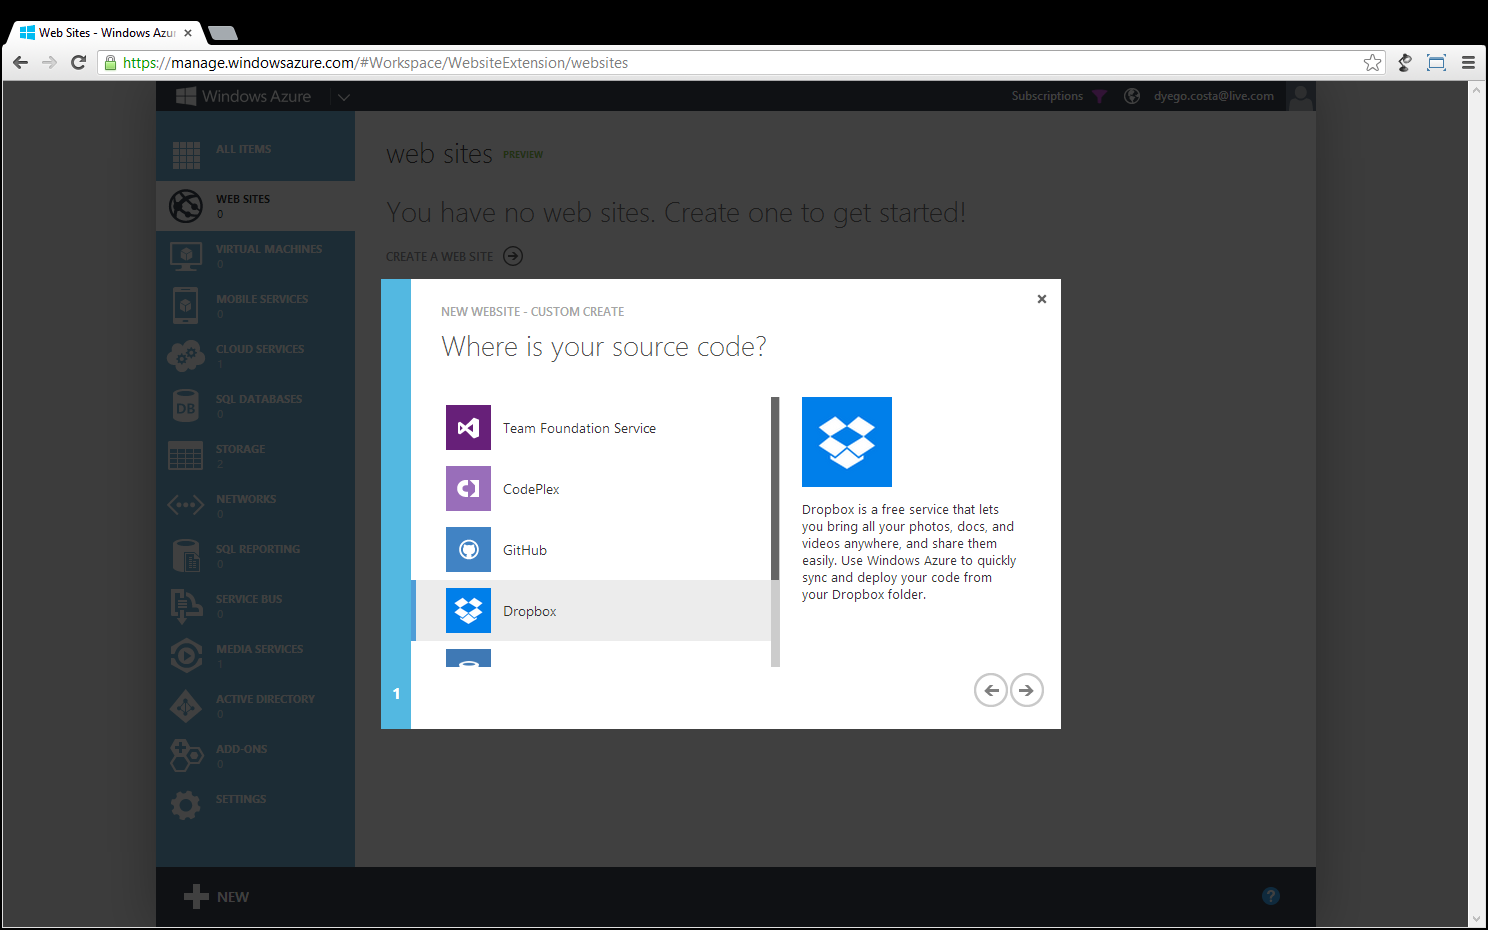 Web Sites - Windows Azur
https://manage.windowsazure.com/#Workspace/WebsiteExtension/websites
Windows Azure
Subscriptions
dyego.costa@live.com
ALL ITEMS
WEB SITES
0
VIRTUAL MACHINES
0
MOBILE SERVICES
0
CLOUD SERVICES
1
SQL DATABASES
0
DB
STORAGE
2
NETWORKS
0
SQL REPORTING
0
SERVICE BUS
0
MEDIA SERVICES
1
ACTIVE DIRECTORY
0
ADD-ONS
0
SETTINGS
web sites PREVIEW
You have no web sites. Create one to get started!
CREATE A WEB SITE
NEW WEBSITE - CUSTOM CREATE
Where is your source code?
Team Foundation Service
CodePlex
GitHub
Dropbox
Dropbox is a free service that lets
you bring all your photos, docs, and
videos anywhere, and share them
easily. Use Windows Azure to quickly
sync and deploy your code from
your Dropbox folder.
1
NEW
?